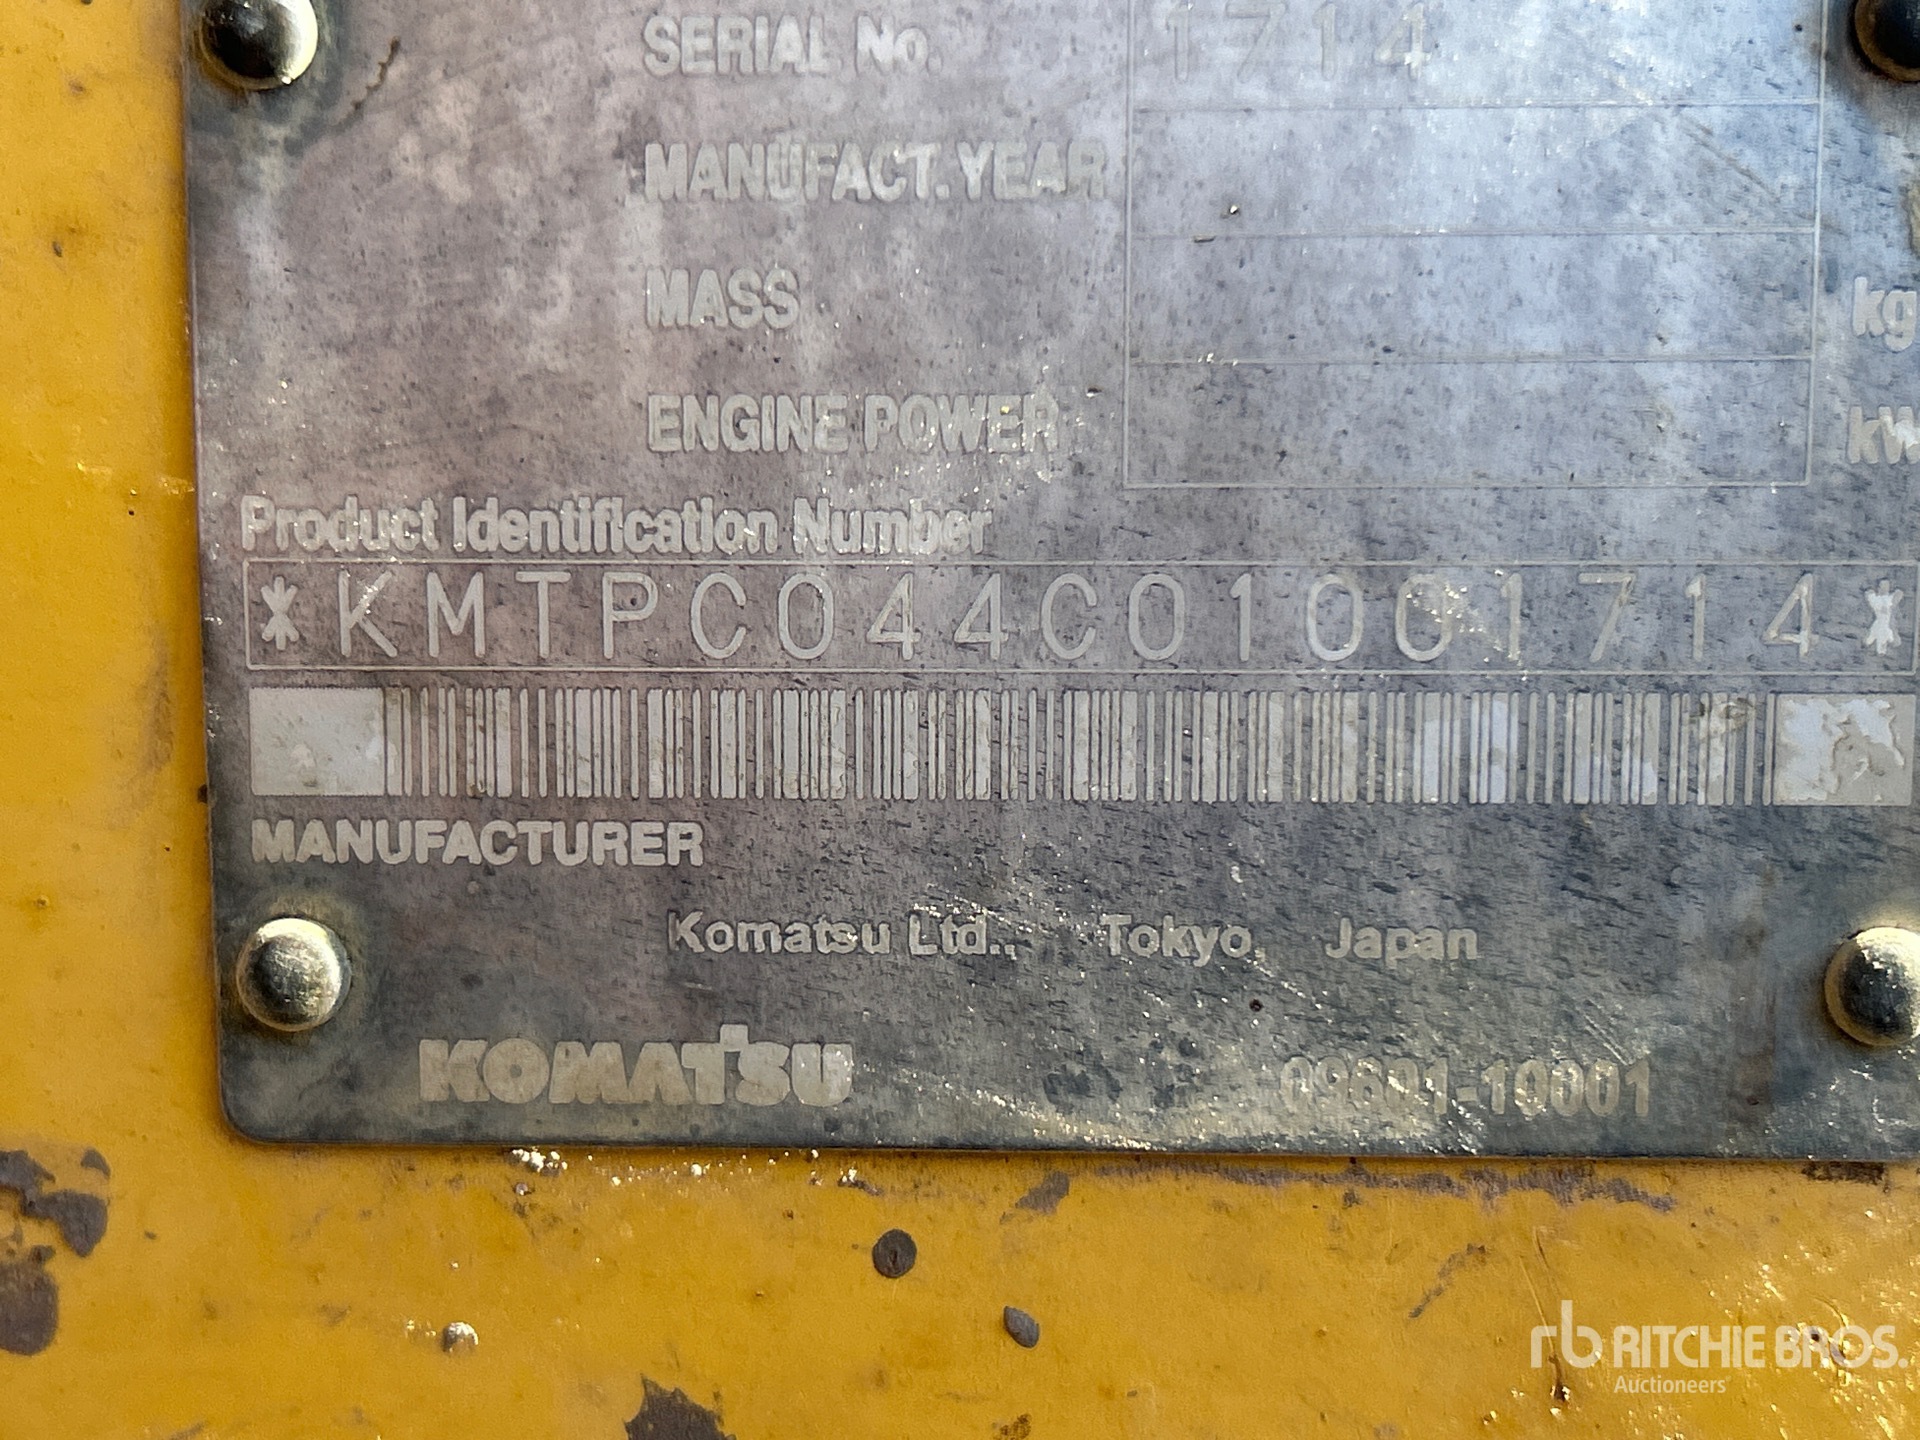 SERIAL No. 1714
MANUFACT.YEAR
MASS kg
ENGINE POWER kW
Product Identification Number
*KMTPC044C01001714*
MANUFACTURER
Komatsu Ltd., Tokyo, Japan
KOMATSU 09601-10001
rb RITCHIE BROS.
Auctioneers